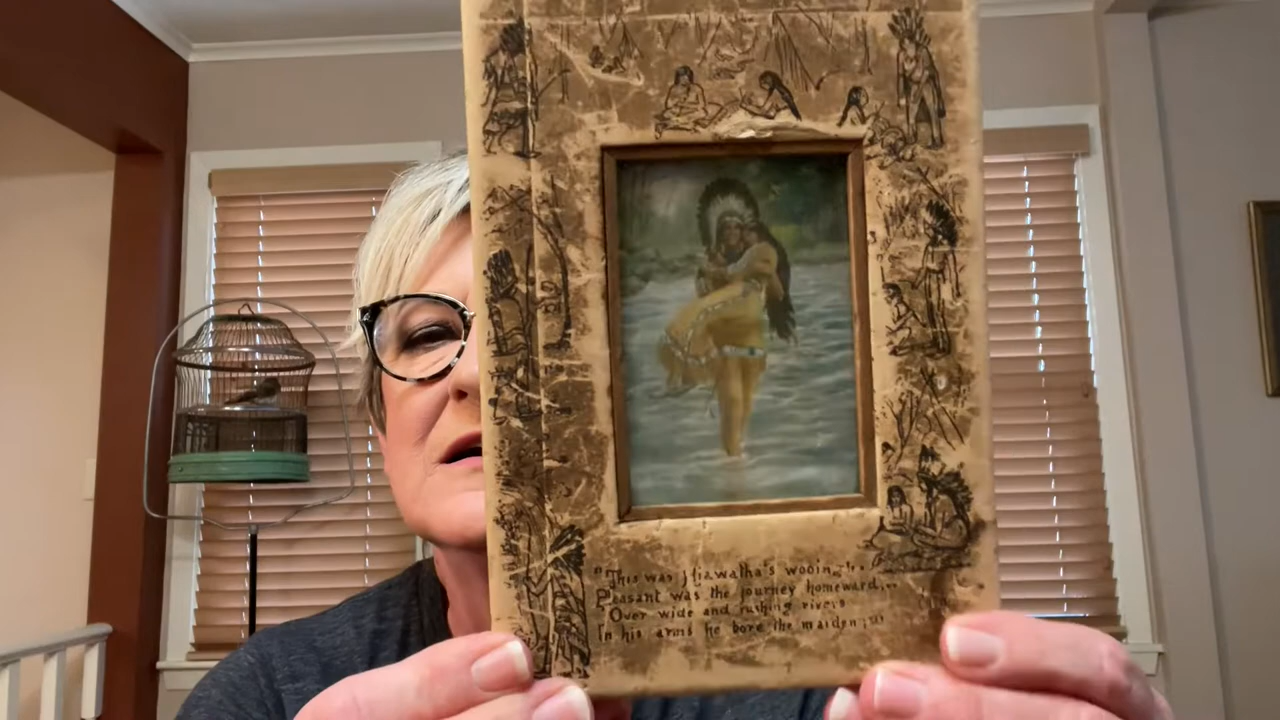 "This was Hiawatha's wooing...
Pleasant was the journey homeward,...
Over wide and rushing rivers
In his arms he bore the maiden;..."